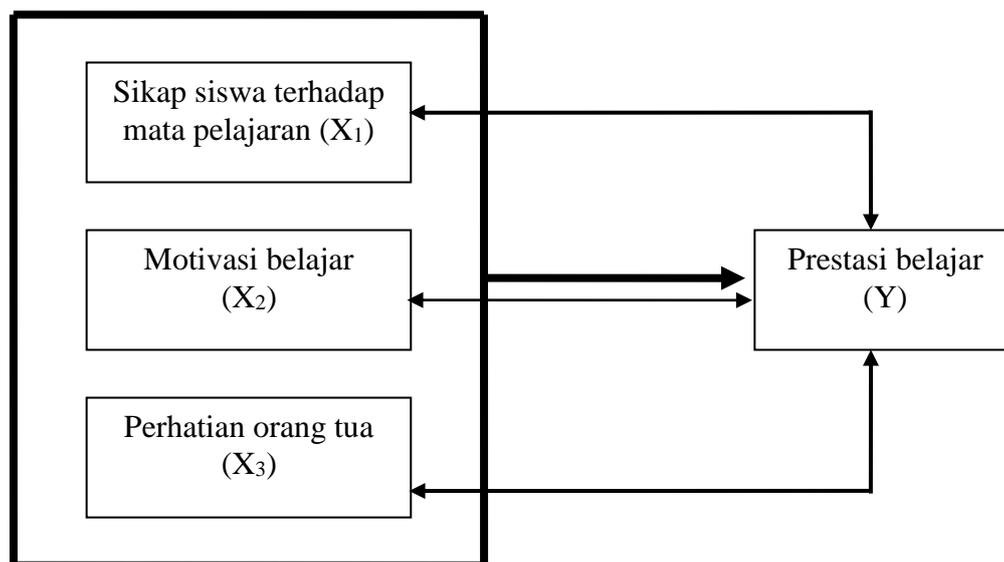 Sikap siswa terhadap
mata pelajaran (X₁)
Motivasi belajar
(X₂)
Prestasi belajar
(Y)
Perhatian orang tua
(X₃)